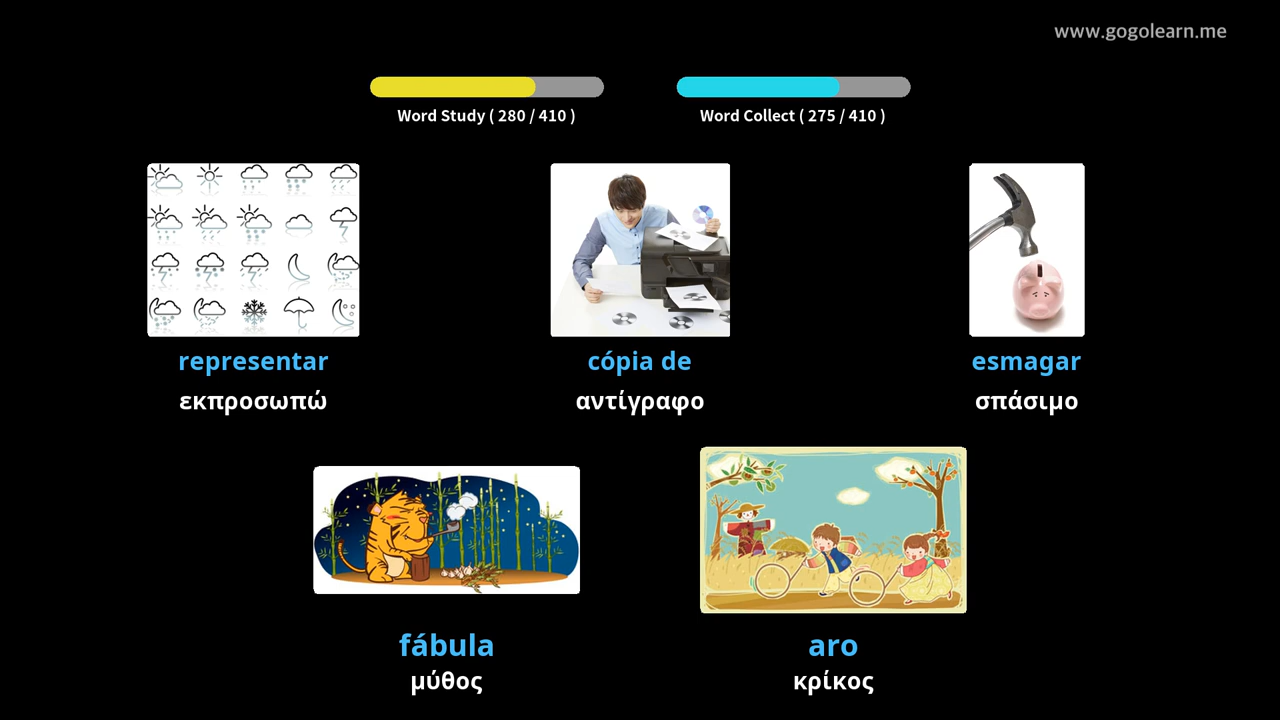 www.gogolearn.me
Word Study ( 280 / 410 )
Word Collect ( 275 / 410 )
representar
εκπροσωπώ
cópia de
αντίγραφο
esmagar
σπάσιμο
fábula
μύθος
aro
κρίκος